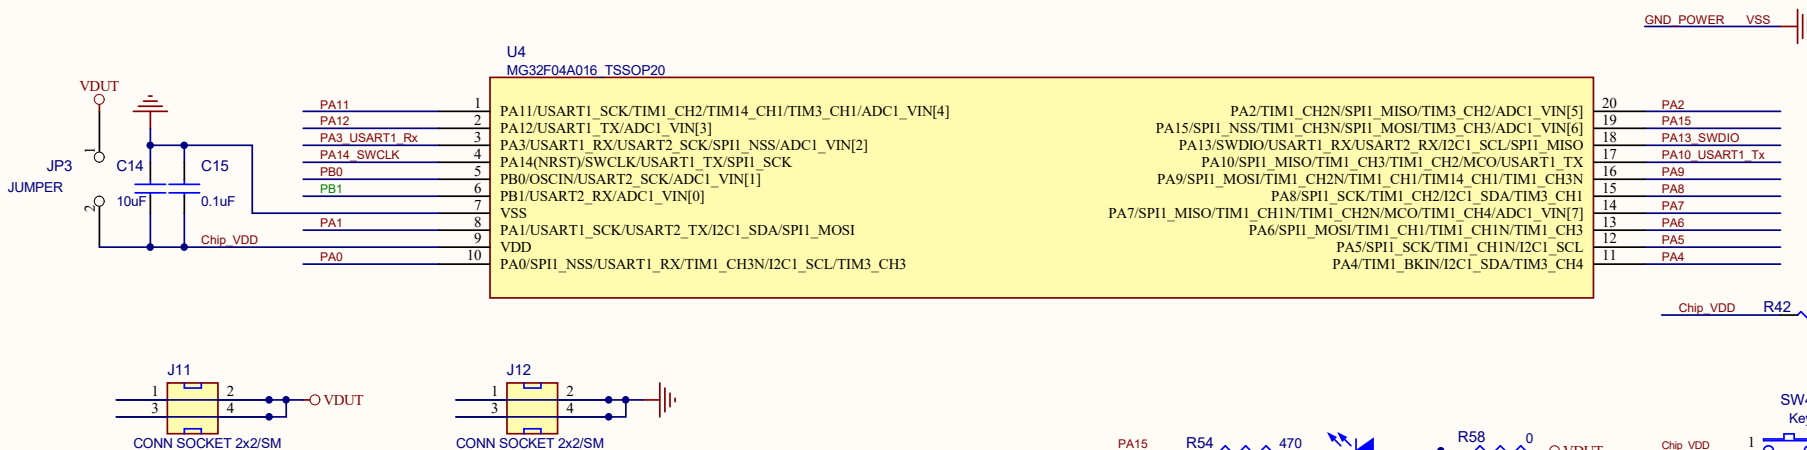 GND_POWER VSS
U4
MG32F04A016_TSSOP20
VDUT
PA11 1 PA11/USART1_SCK/TIM1_CH2/TIM14_CH1/TIM3_CH1/ADC1_VIN[4] PA2/TIM1_CH2N/SPI1_MISO/TIM3_CH2/ADC1_VIN[5] 20 PA2
PA12 2 PA12/USART1_TX/ADC1_VIN[3] PA15/SPI1_NSS/TIM1_CH3N/SPI1_MOSI/TIM3_CH3/ADC1_VIN[6] 19 PA15
PA3_USART1_Rx 3 PA3/USART1_RX/USART2_SCK/SPI1_NSS/ADC1_VIN[2] PA13/SWDIO/USART1_RX/USART2_RX/I2C1_SCL/SPI1_MISO 18 PA13_SWDIO
1 PA14_SWCLK 4 PA14(NRST)/SWCLK/USART1_TX/SPI1_SCK PA10/SPI1_MISO/TIM1_CH3/TIM1_CH2/MCO/USART1_TX 17 PA10_USART1_Tx
JP3 C14 C15
PB0 5 PB0/OSCIN/USART2_SCK/ADC1_VIN[1] PA9/SPI1_MOSI/TIM1_CH2N/TIM1_CH1/TIM14_CH1/TIM1_CH3N 16 PA9
JUMPER
PB1 6 PB1/USART2_RX/ADC1_VIN[0] PA8/SPI1_SCK/TIM1_CH2/I2C1_SDA/TIM3_CH1 15 PA8
2 10uF 0.1uF
7 VSS PA7/SPI1_MISO/TIM1_CH1N/TIM1_CH2N/MCO/TIM1_CH4/ADC1_VIN[7] 14 PA7
PA1 8 PA1/USART1_SCK/USART2_TX/I2C1_SDA/SPI1_MOSI PA6/SPI1_MOSI/TIM1_CH1/TIM1_CH1N/TIM1_CH3 13 PA6
Chip_VDD 9 VDD PA5/SPI1_SCK/TIM1_CH1N/I2C1_SCL 12 PA5
PA0 10 PA0/SPI1_NSS/USART1_RX/TIM1_CH3N/I2C1_SCL/TIM3_CH3 PA4/TIM1_BKIN/I2C1_SDA/TIM3_CH4 11 PA4
Chip_VDD R42
J11 J12
1 2 VDUT 1 2
3 4 3 4
CONN SOCKET 2x2/SM CONN SOCKET 2x2/SM
PA15 R54 470 R58 0 VDUT Chip_VDD 1